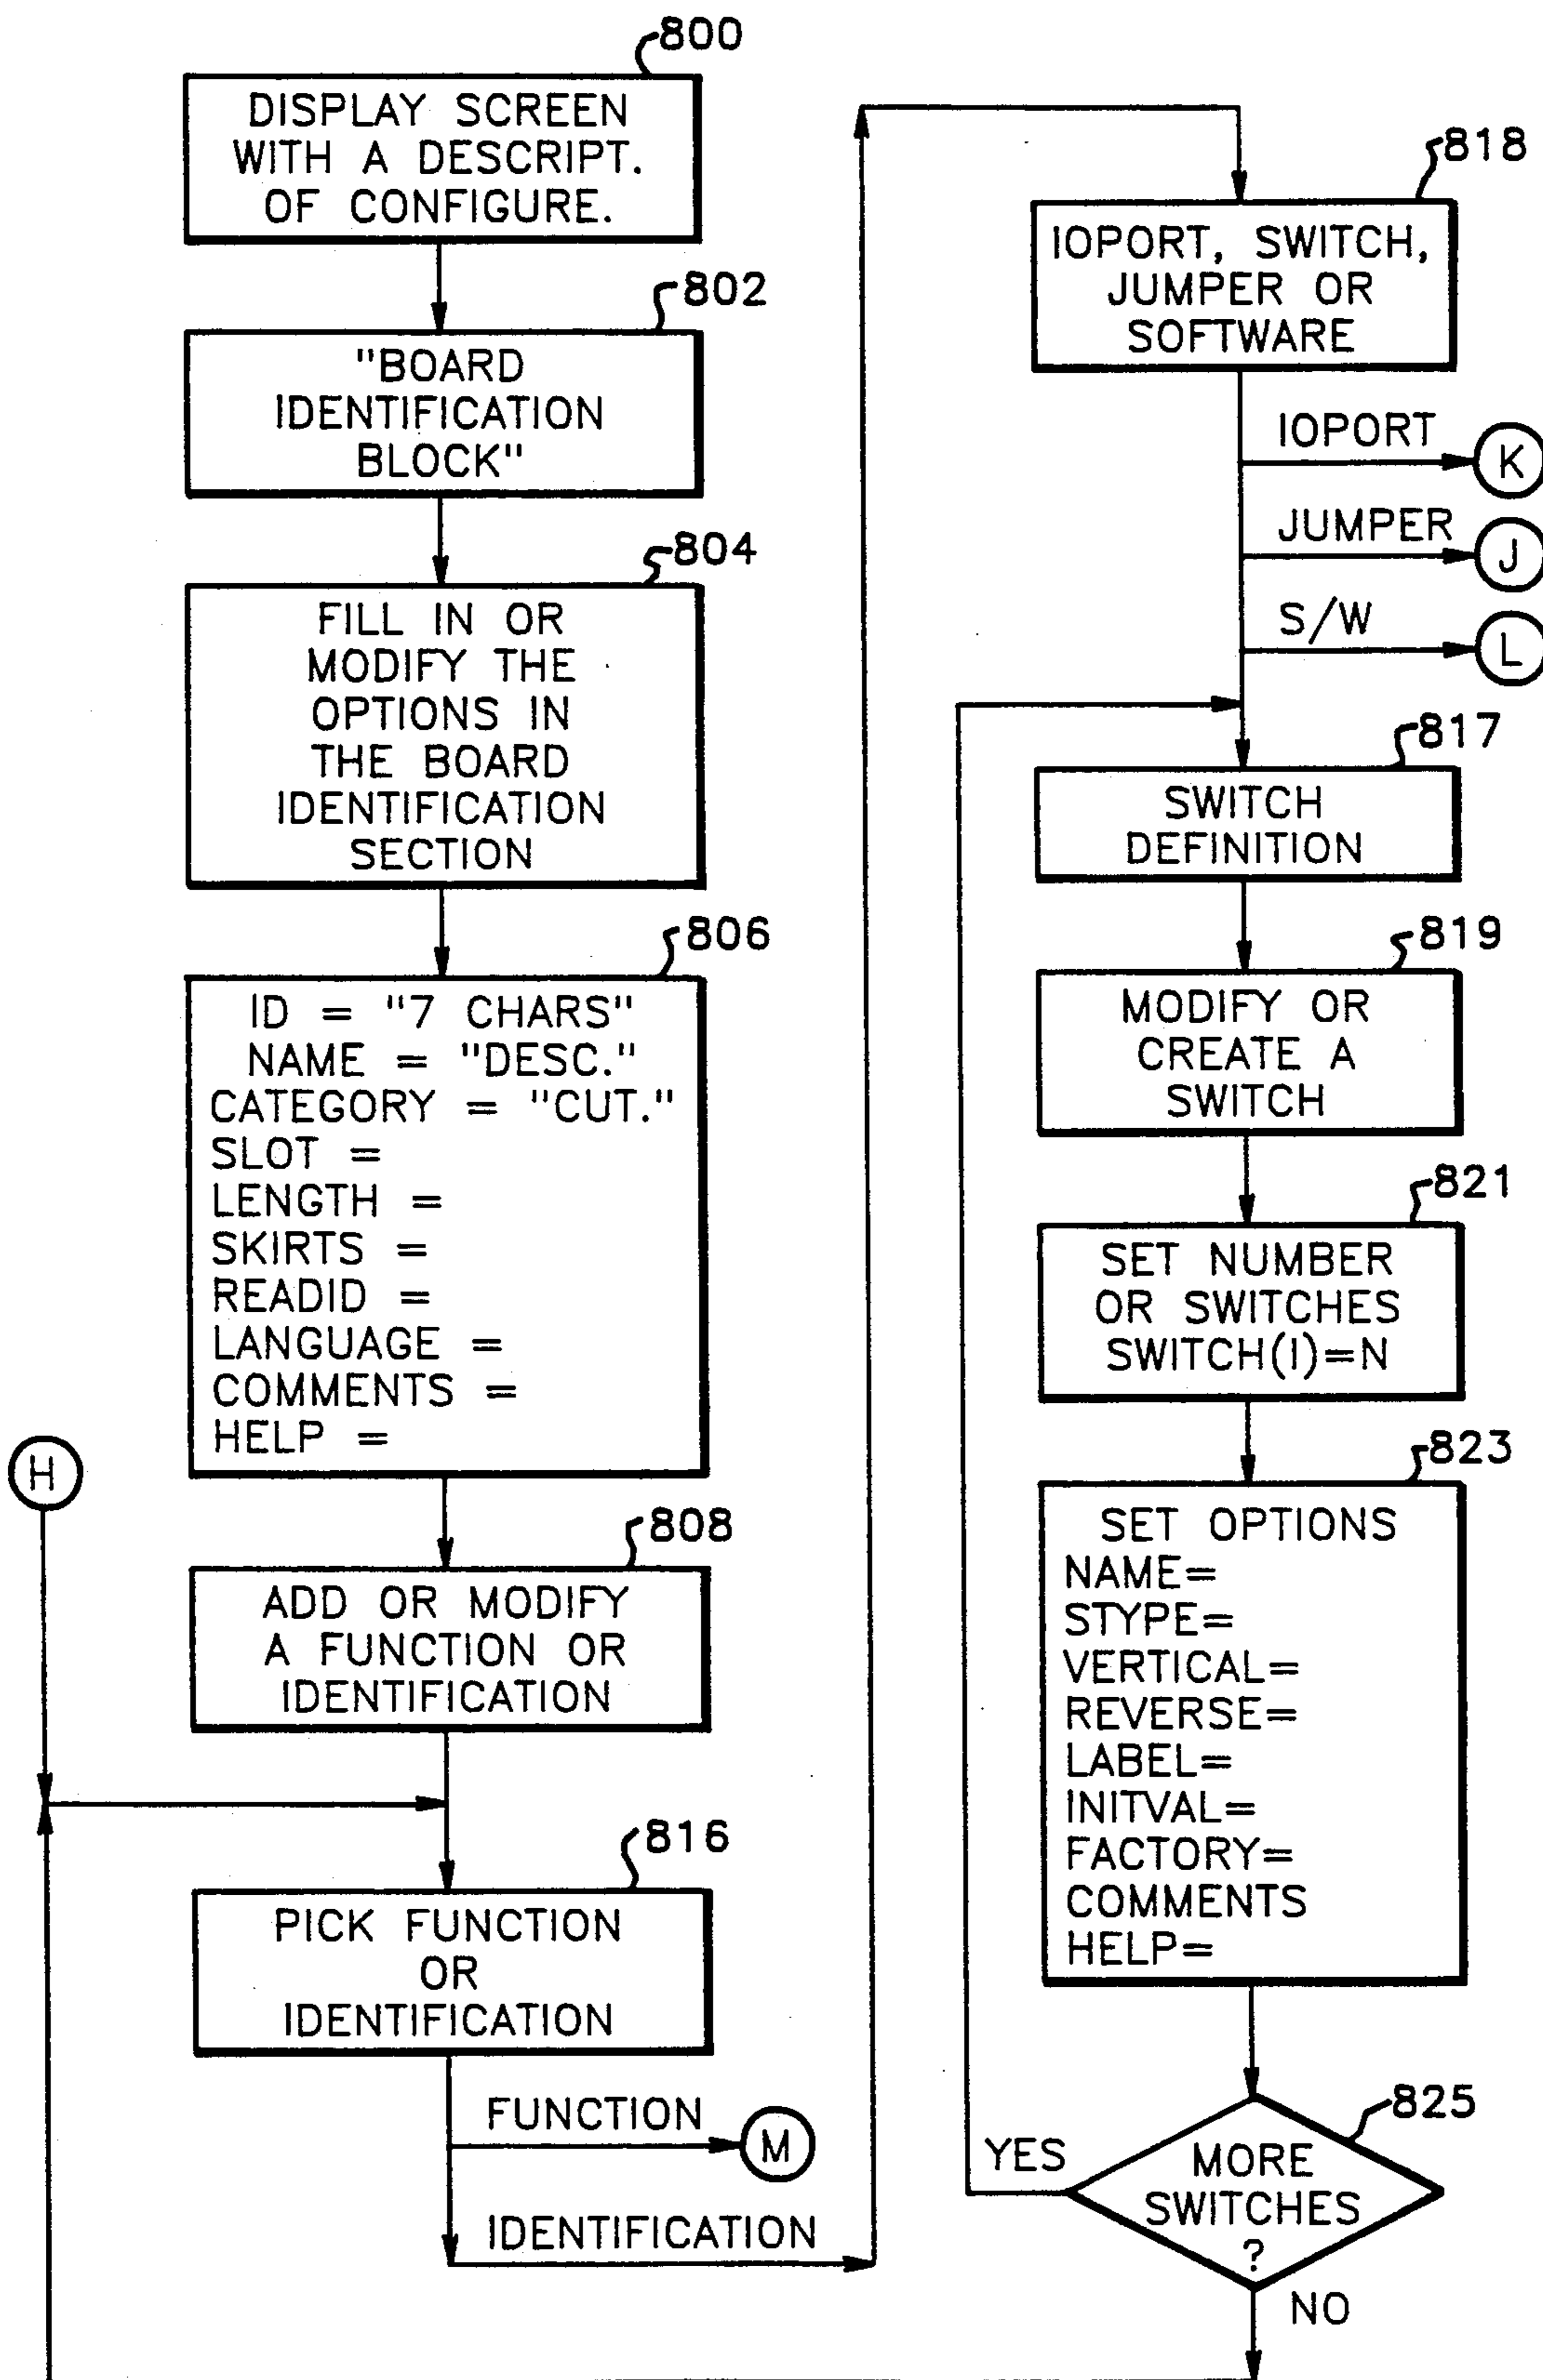 800
DISPLAY SCREEN
WITH A DESCRIPT.
OF CONFIGURE.
802
"BOARD
IDENTIFICATION
BLOCK"
804
FILL IN OR
MODIFY THE
OPTIONS IN
THE BOARD
IDENTIFICATION
SECTION
806
ID = "7 CHARS"
NAME = "DESC."
CATEGORY = "CUT."
SLOT =
LENGTH =
SKIRTS =
READID =
LANGUAGE =
COMMENTS =
HELP =
H
808
ADD OR MODIFY
A FUNCTION OR
IDENTIFICATION
816
PICK FUNCTION
OR
IDENTIFICATION
FUNCTION
M
IDENTIFICATION
818
IOPORT, SWITCH,
JUMPER OR
SOFTWARE
IOPORT
K
JUMPER
J
S/W
L
817
SWITCH
DEFINITION
819
MODIFY OR
CREATE A
SWITCH
821
SET NUMBER
OR SWITCHES
SWITCH(I)=N
823
SET OPTIONS
NAME=
STYPE=
VERTICAL=
REVERSE=
LABEL=
INITVAL=
FACTORY=
COMMENTS
HELP=
825
MORE
SWITCHES
?
YES
NO